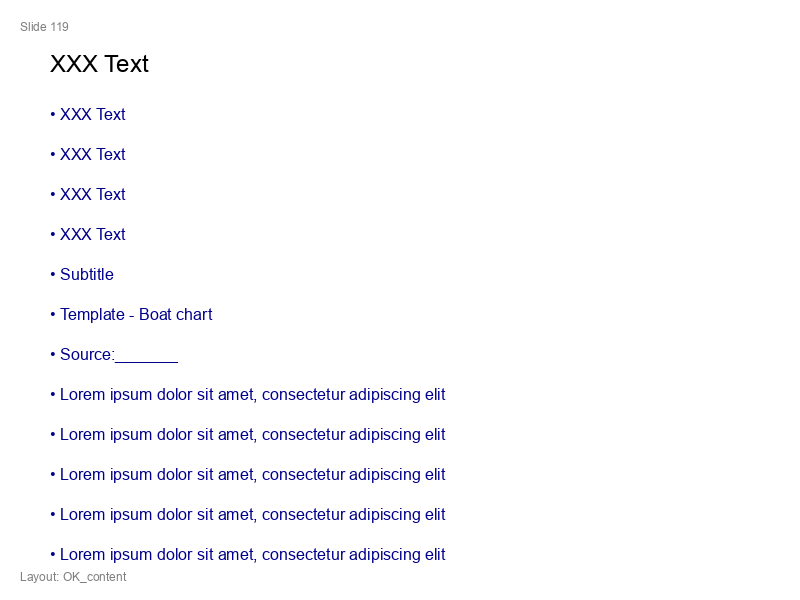 Slide 119
XXX Text
• XXX Text
• XXX Text
• XXX Text
• XXX Text
• Subtitle
• Template - Boat chart
• Source:_______
• Lorem ipsum dolor sit amet, consectetur adipiscing elit
• Lorem ipsum dolor sit amet, consectetur adipiscing elit
• Lorem ipsum dolor sit amet, consectetur adipiscing elit
• Lorem ipsum dolor sit amet, consectetur adipiscing elit
• Lorem ipsum dolor sit amet, consectetur adipiscing elit
Layout: OK_content